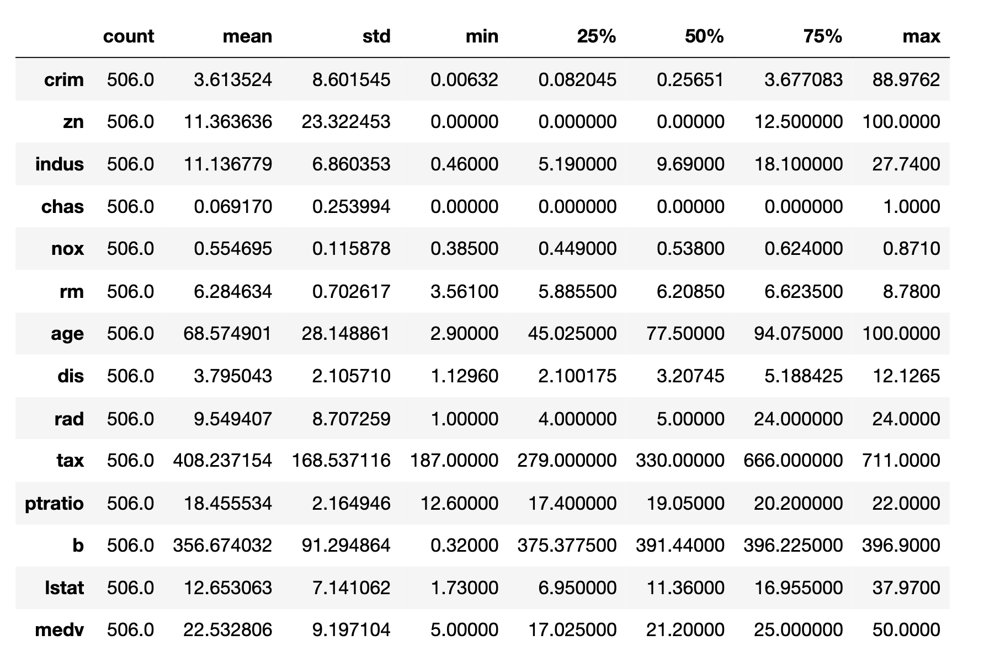 count mean std min 25% 50% 75% max
crim 506.0 3.613524 8.601545 0.00632 0.082045 0.25651 3.677083 88.9762
zn 506.0 11.363636 23.322453 0.00000 0.000000 0.00000 12.500000 100.0000
indus 506.0 11.136779 6.860353 0.46000 5.190000 9.69000 18.100000 27.7400
chas 506.0 0.069170 0.253994 0.00000 0.000000 0.00000 0.000000 1.0000
nox 506.0 0.554695 0.115878 0.38500 0.449000 0.53800 0.624000 0.8710
rm 506.0 6.284634 0.702617 3.56100 5.885500 6.20850 6.623500 8.7800
age 506.0 68.574901 28.148861 2.90000 45.025000 77.50000 94.075000 100.0000
dis 506.0 3.795043 2.105710 1.12960 2.100175 3.20745 5.188425 12.1265
rad 506.0 9.549407 8.707259 1.00000 4.000000 5.00000 24.000000 24.0000
tax 506.0 408.237154 168.537116 187.00000 279.000000 330.00000 666.000000 711.0000
ptratio 506.0 18.455534 2.164946 12.60000 17.400000 19.05000 20.200000 22.0000
b 506.0 356.674032 91.294864 0.32000 375.377500 391.44000 396.225000 396.9000
lstat 506.0 12.653063 7.141062 1.73000 6.950000 11.36000 16.955000 37.9700
medv 506.0 22.532806 9.197104 5.00000 17.025000 21.20000 25.000000 50.0000